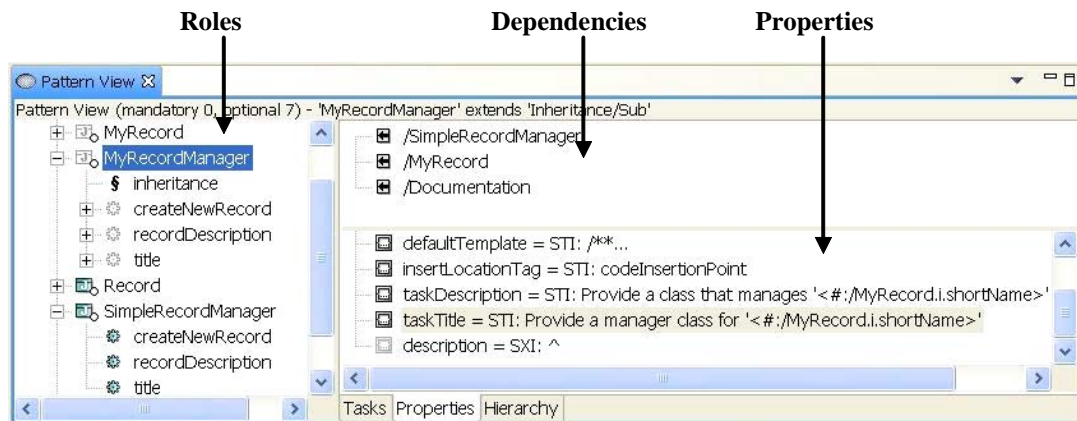 Roles Dependencies Properties
Pattern View
Pattern View (mandatory 0, optional 7) - 'MyRecordManager' extends 'Inheritance/Sub'
MyRecord
MyRecordManager
§ inheritance
createNewRecord
recordDescription
title
Record
SimpleRecordManager
createNewRecord
recordDescription
title
/SimpleRecordManager
/MyRecord
/Documentation
defaultTemplate = STI: /**...
insertLocationTag = STI: codeInsertionPoint
taskDescription = STI: Provide a class that manages '<#:/MyRecord.i.shortName>'
taskTitle = STI: Provide a manager class for '<#:/MyRecord.i.shortName>'
description = SXI: ^
Tasks Properties Hierarchy